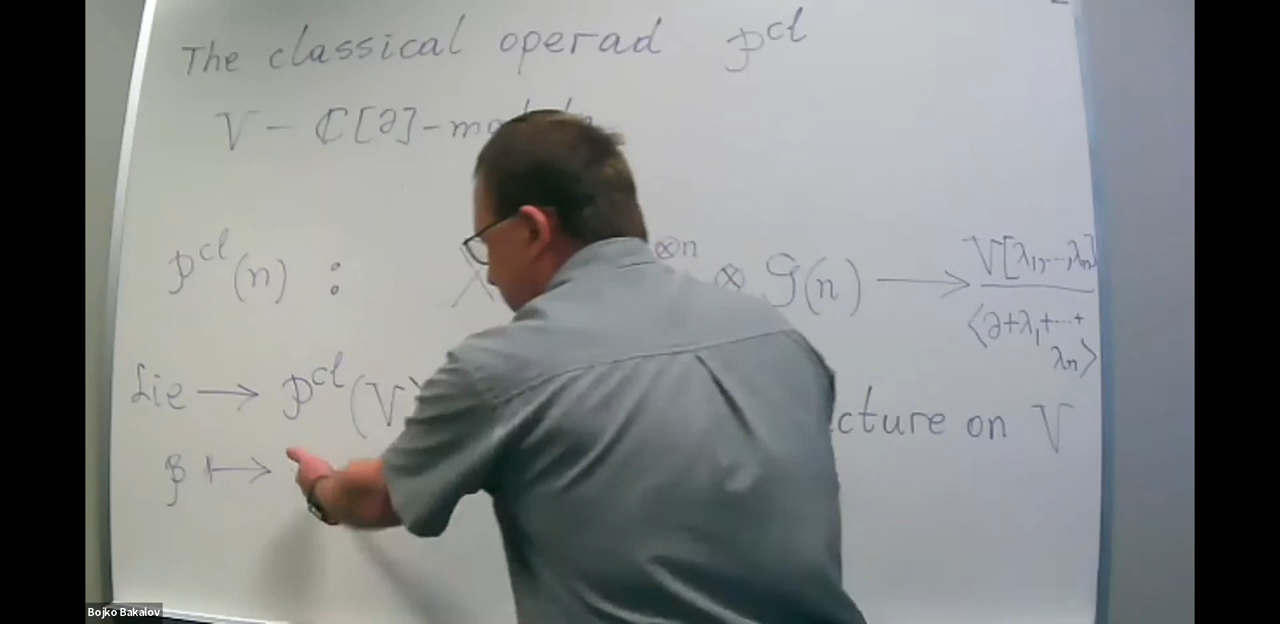 The classical operad 𝒫^cl
V – ℂ[∂]-mod
𝒫^cl(n) : ⊗n ⊗ 𝒢(n) ⟶ V[λ₁,...,λₙ] / ⟨∂+λ₁+...+λₙ⟩
Lie ⟶ 𝒫^cl(V) cture on V
β ↦
Bojko Bakalov